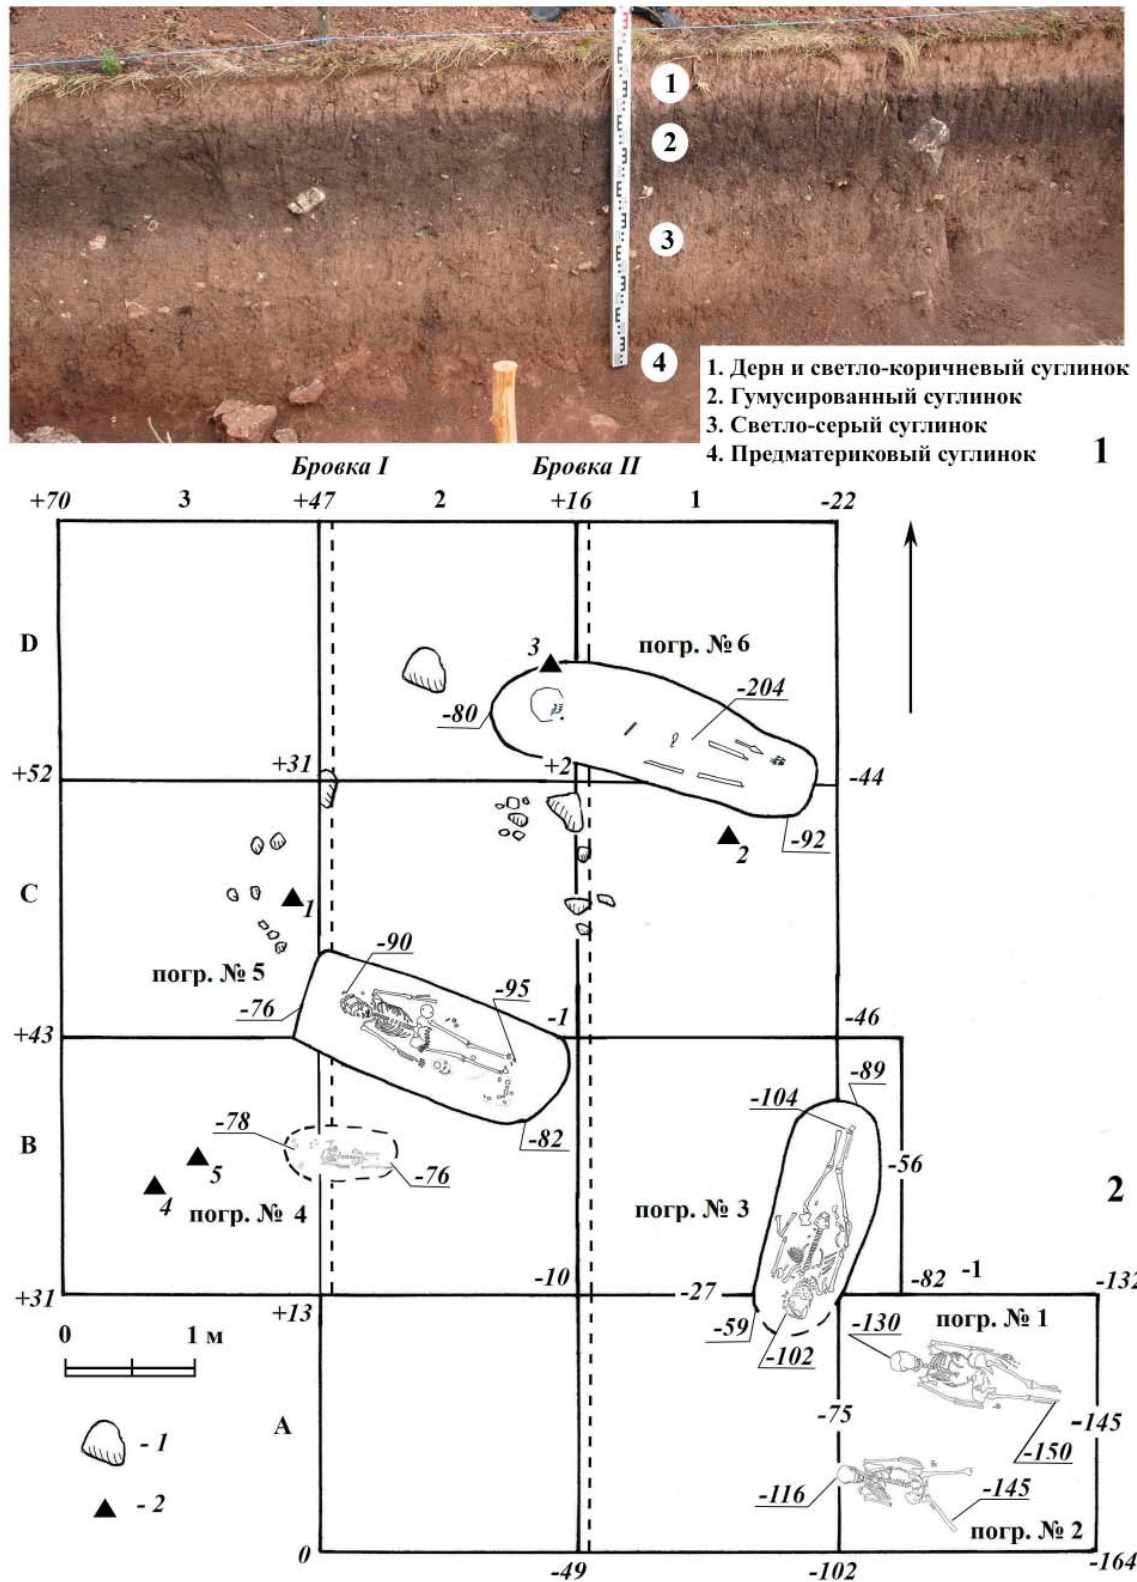 1
2
3
4
1. Дерн и светло-коричневый суглинок
2. Гумусированный суглинок
3. Светло-серый суглинок
4. Предматериковый суглинок
1
Бровка I Бровка II
+70 3 +47 2 +16 1 -22
D
3 погр. № 6
-204
-80
+52 +31 +2 -44
2 -92
C
1
-90
погр. № 5
-76 -95
+43 -1 -46
-89
-104
-78
B -82
-56
5 -76
4 погр. № 4 погр. № 3 2
+31 +13 -10 -27 -82 -1 -132
0 1 м
-59 -130 погр. № 1
-102
A -75 -145
- 1 -150
-116 -145
- 2
погр. № 2
0 -49 -102 -164